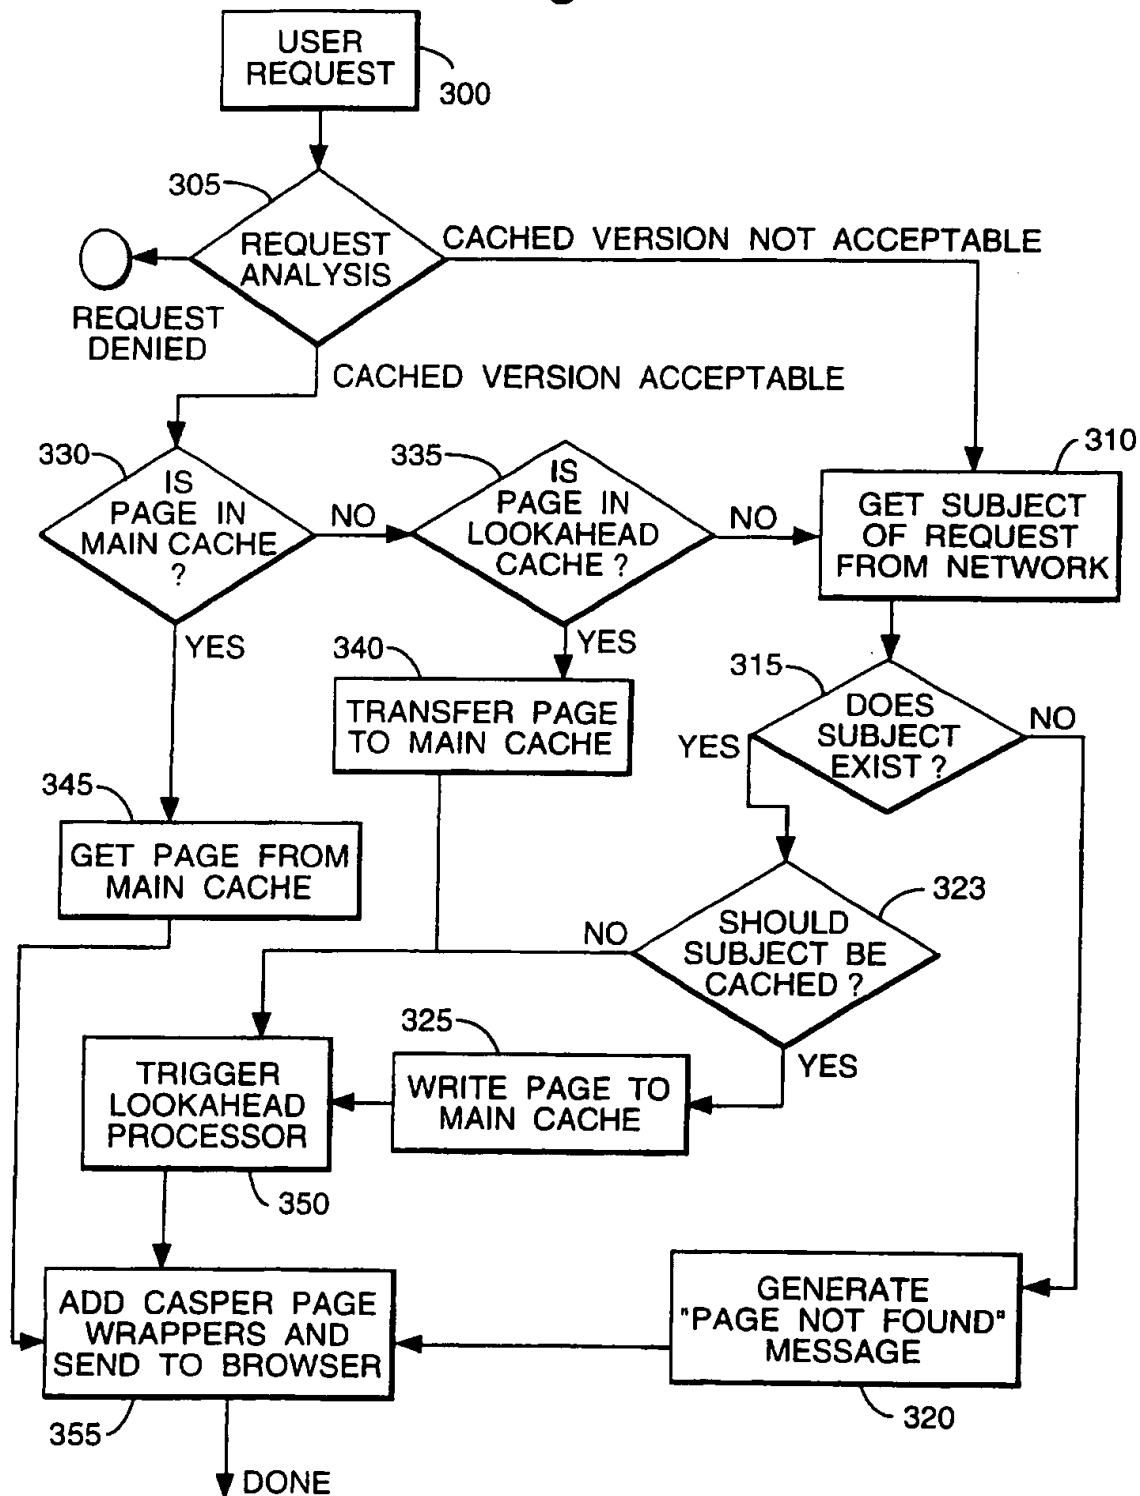 USER
REQUEST
300
305
REQUEST
ANALYSIS
CACHED VERSION NOT ACCEPTABLE
REQUEST
DENIED
CACHED VERSION ACCEPTABLE
330
IS
PAGE IN
MAIN CACHE
?
NO
335
IS
PAGE IN
LOOKAHEAD
CACHE ?
NO
310
GET SUBJECT
OF REQUEST
FROM NETWORK
YES
YES
340
TRANSFER PAGE
TO MAIN CACHE
315
DOES
SUBJECT
EXIST ?
YES
NO
345
GET PAGE FROM
MAIN CACHE
323
SHOULD
SUBJECT BE
CACHED ?
NO
YES
325
WRITE PAGE TO
MAIN CACHE
TRIGGER
LOOKAHEAD
PROCESSOR
350
ADD CASPER PAGE
WRAPPERS AND
SEND TO BROWSER
355
GENERATE
"PAGE NOT FOUND"
MESSAGE
320
DONE